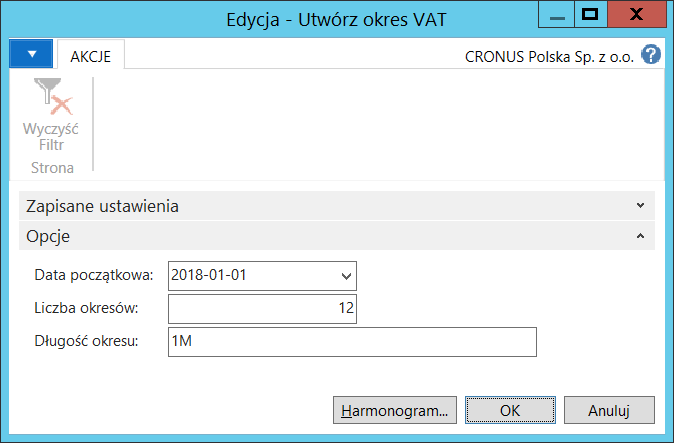 Edycja - Utwórz okres VAT
AKCJE
CRONUS Polska Sp. z o.o.
?
Wyczyść
Filtr
Strona
Zapisane ustawienia
Opcje
Data początkowa: 2018-01-01
Liczba okresów: 12
Długość okresu: 1M
Harmonogram... OK Anuluj